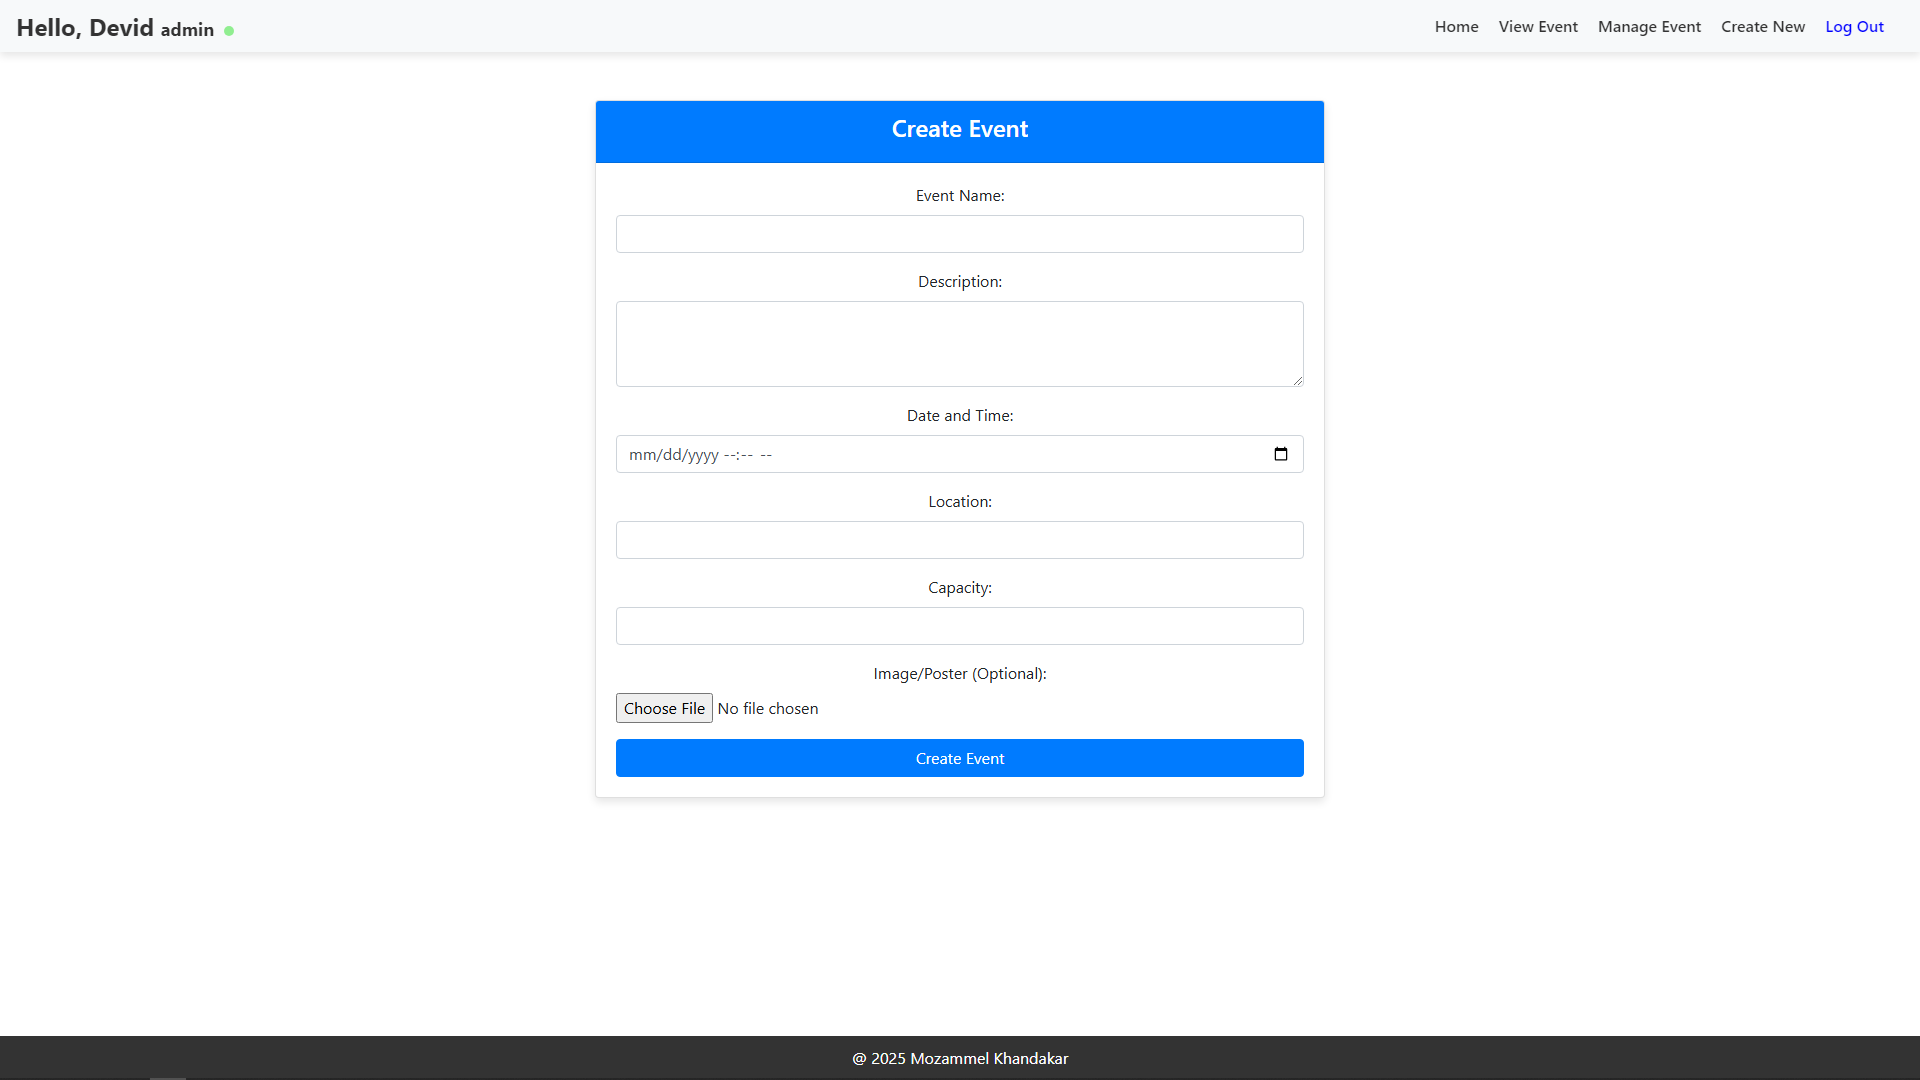 Hello, Devid admin
Home View Event Manage Event Create New Log Out
Create Event
Event Name:
Description:
Date and Time:
mm/dd/yyyy --:-- --
Location:
Capacity:
Image/Poster (Optional):
Choose File No file chosen
Create Event
@ 2025 Mozammel Khandakar